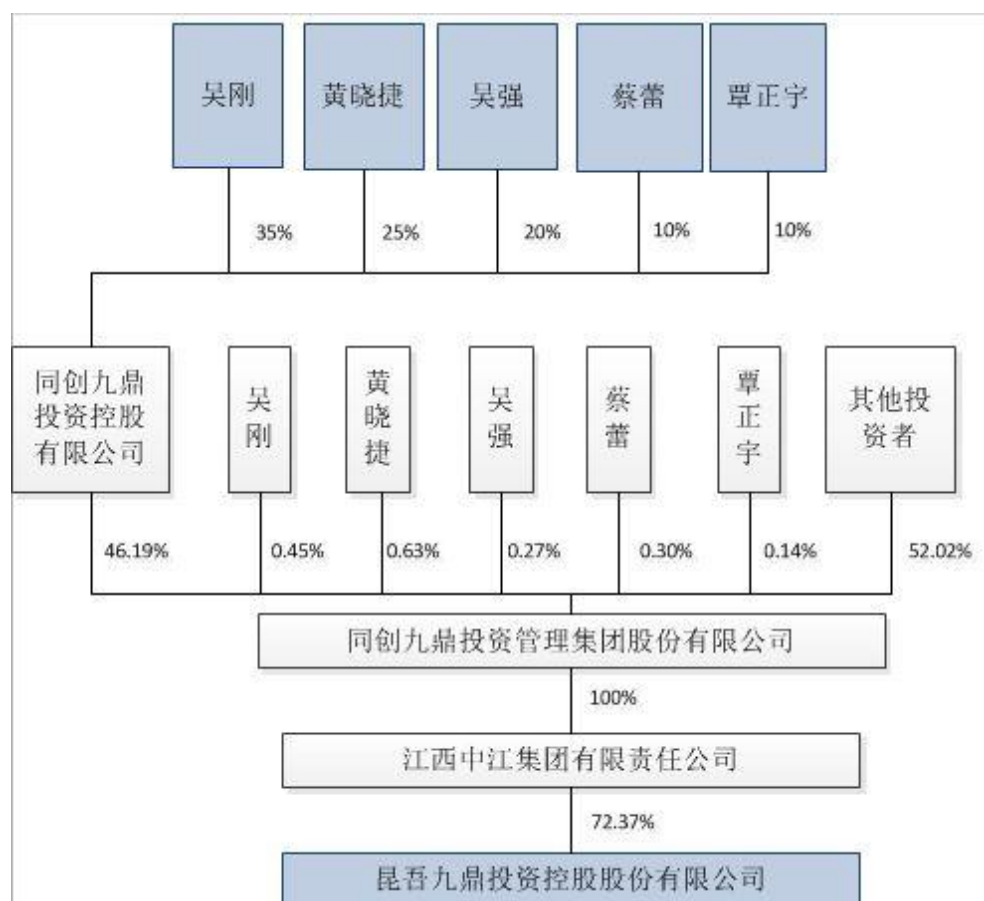 吴刚
黄晓捷
吴强
蔡蕾
覃正宇
35%
25%
20%
10%
10%
同创九鼎
投资控股
有限公司
吴
刚
黄
晓
捷
吴
强
蔡
蕾
覃
正
宇
其他投
资者
46.19%
0.45%
0.63%
0.27%
0.30%
0.14%
52.02%
同创九鼎投资管理集团股份有限公司
100%
江西中江集团有限责任公司
72.37%
昆吾九鼎投资控股股份有限公司